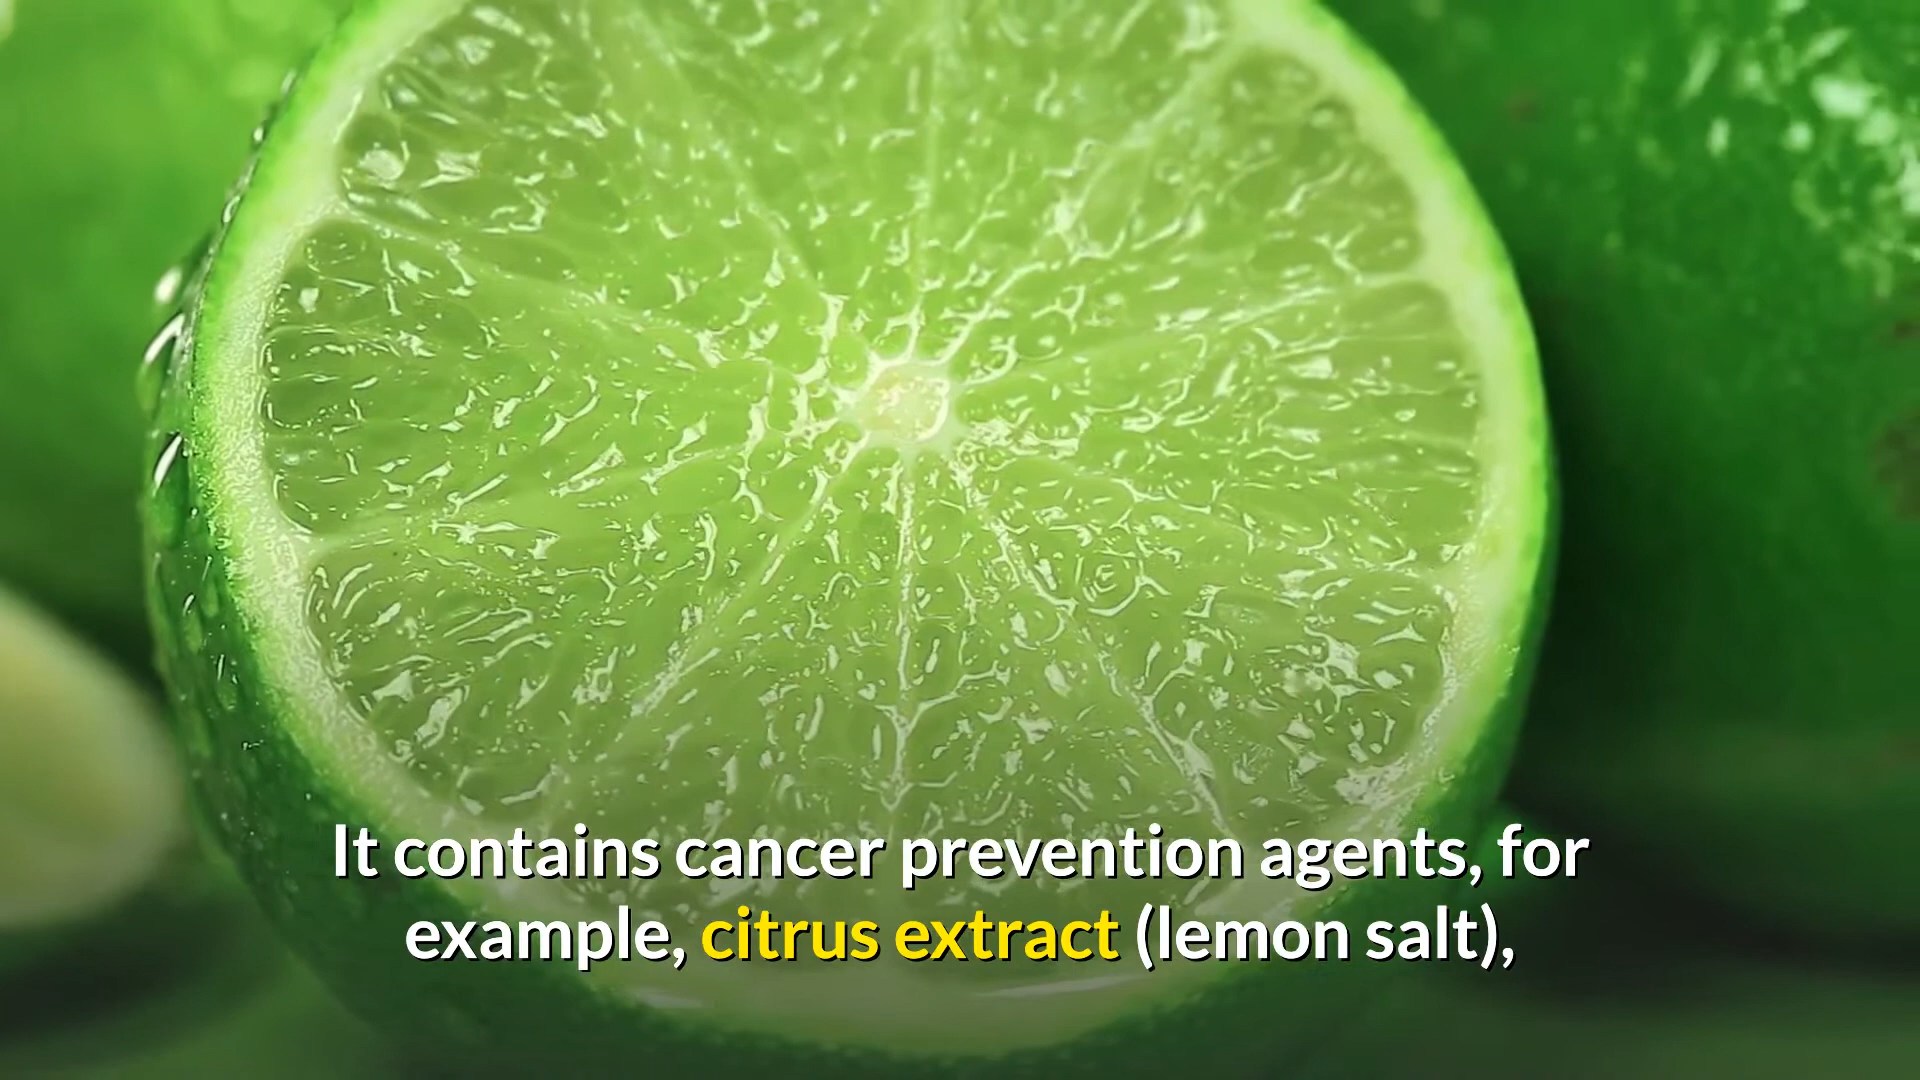 It contains cancer prevention agents, for
example, citrus extract (lemon salt),